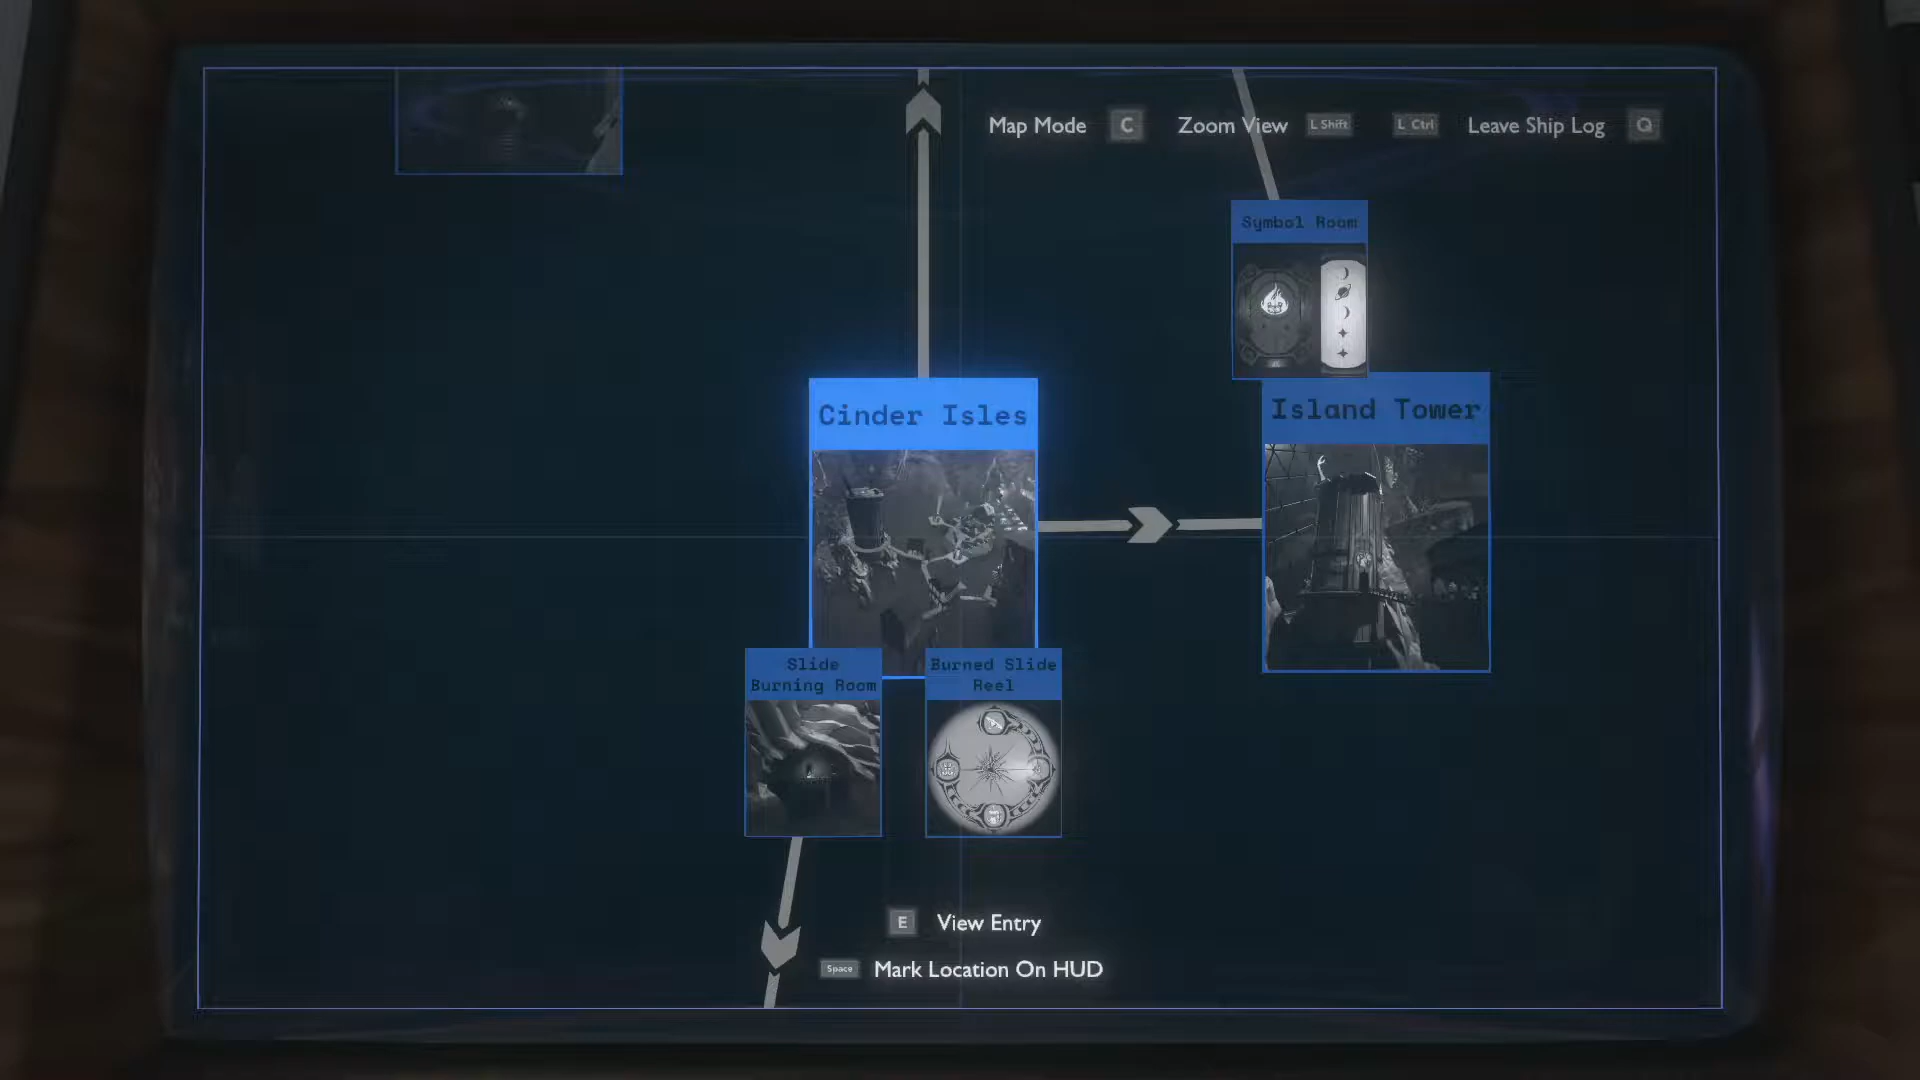 Map Mode C Zoom View L Shift L Ctrl Leave Ship Log Q
Symbol Room
Cinder Isles
Island Tower
Slide
Burning Room
Burned Slide
Reel
E View Entry
Space Mark Location On HUD